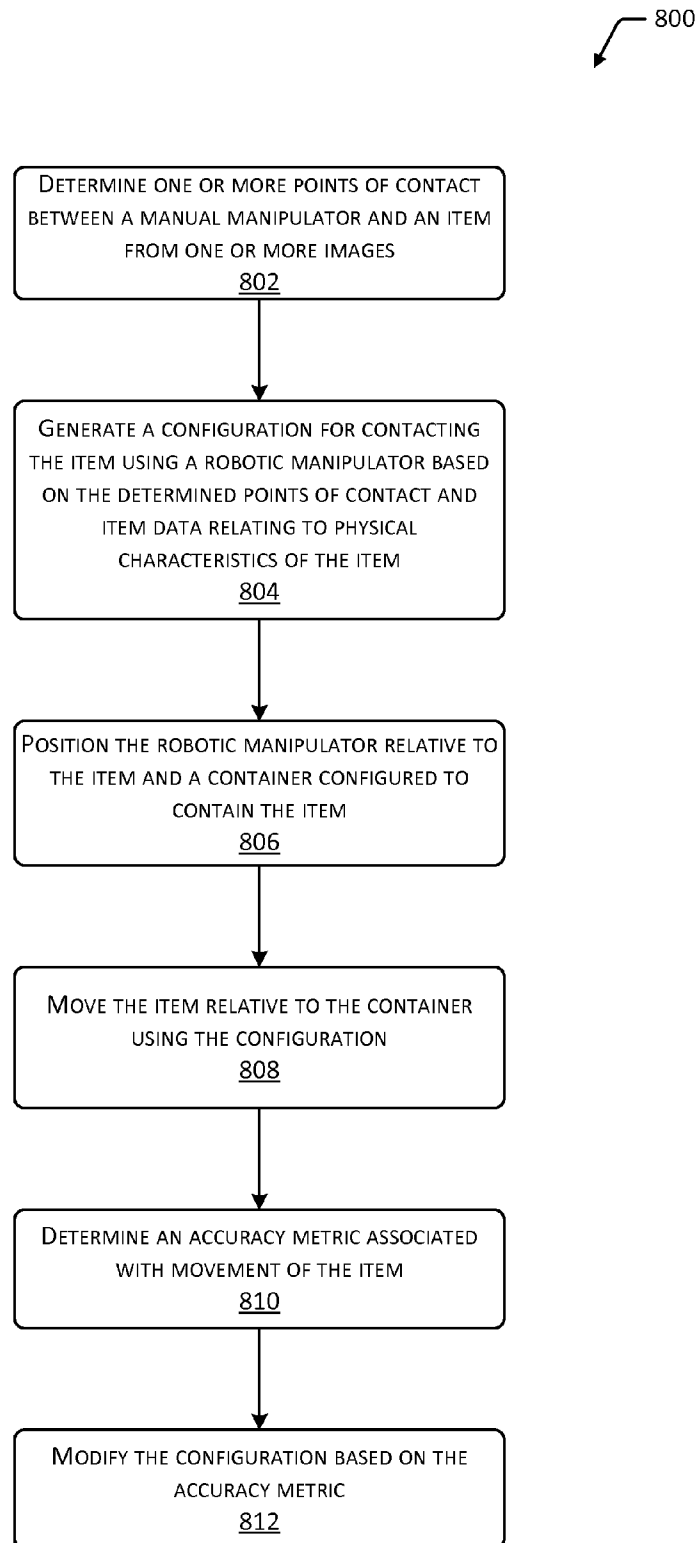 800
DETERMINE ONE OR MORE POINTS OF CONTACT
BETWEEN A MANUAL MANIPULATOR AND AN ITEM
FROM ONE OR MORE IMAGES
802
GENERATE A CONFIGURATION FOR CONTACTING
THE ITEM USING A ROBOTIC MANIPULATOR BASED
ON THE DETERMINED POINTS OF CONTACT AND
ITEM DATA RELATING TO PHYSICAL
CHARACTERISTICS OF THE ITEM
804
POSITION THE ROBOTIC MANIPULATOR RELATIVE TO
THE ITEM AND A CONTAINER CONFIGURED TO
CONTAIN THE ITEM
806
MOVE THE ITEM RELATIVE TO THE CONTAINER
USING THE CONFIGURATION
808
DETERMINE AN ACCURACY METRIC ASSOCIATED
WITH MOVEMENT OF THE ITEM
810
MODIFY THE CONFIGURATION BASED ON THE
ACCURACY METRIC
812